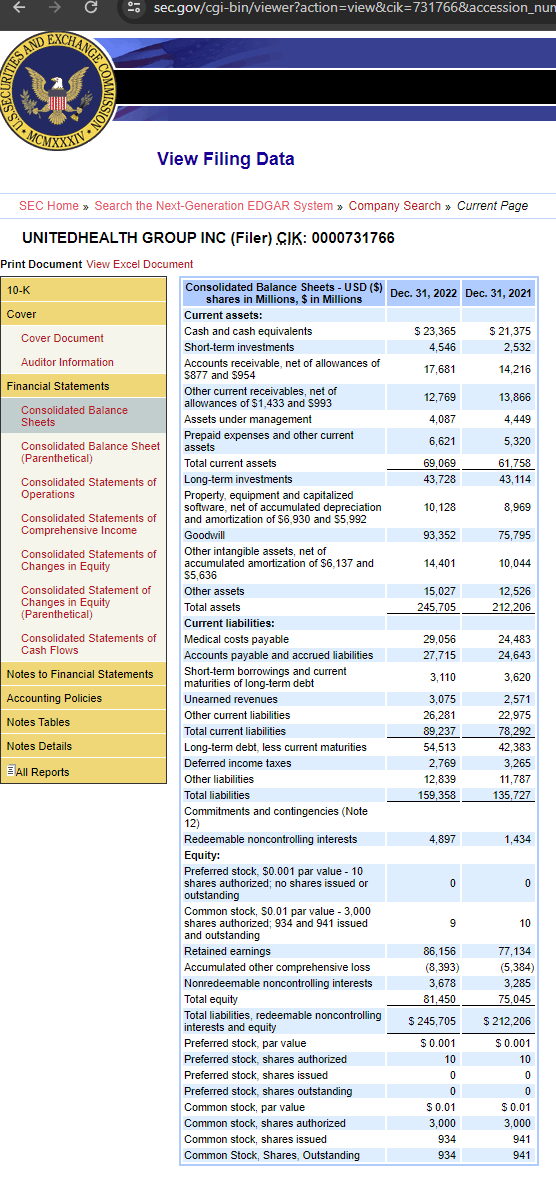 sec.gov/cgi-bin/viewer?action=view&cik=731766&accession_num
U.S. SECURITIES AND EXCHANGE COMMISSION
MCMXXXIV
View Filing Data
SEC Home » Search the Next-Generation EDGAR System » Company Search » Current Page
UNITEDHEALTH GROUP INC (Filer) CIK: 0000731766
Print Document View Excel Document
10-K
Cover
Cover Document
Auditor Information
Financial Statements
Consolidated Balance
Sheets
Consolidated Balance Sheet
(Parenthetical)
Consolidated Statements of
Operations
Consolidated Statements of
Comprehensive Income
Consolidated Statements of
Changes in Equity
Consolidated Statement of
Changes in Equity
(Parenthetical)
Consolidated Statements of
Cash Flows
Notes to Financial Statements
Accounting Policies
Notes Tables
Notes Details
All Reports
Consolidated Balance Sheets - USD ($)
shares in Millions, $ in Millions Dec. 31, 2022 Dec. 31, 2021
Current assets:
Cash and cash equivalents $ 23,365 $ 21,375
Short-term investments 4,546 2,532
Accounts receivable, net of allowances of
$877 and $954 17,681 14,216
Other current receivables, net of
allowances of $1,433 and $993 12,769 13,866
Assets under management 4,087 4,449
Prepaid expenses and other current
assets 6,621 5,320
Total current assets 69,069 61,758
Long-term investments 43,728 43,114
Property, equipment and capitalized
software, net of accumulated depreciation
and amortization of $6,930 and $5,992 10,128 8,969
Goodwill 93,352 75,795
Other intangible assets, net of
accumulated amortization of $6,137 and
$5,636 14,401 10,044
Other assets 15,027 12,526
Total assets 245,705 212,206
Current liabilities:
Medical costs payable 29,056 24,483
Accounts payable and accrued liabilities 27,715 24,643
Short-term borrowings and current
maturities of long-term debt 3,110 3,620
Unearned revenues 3,075 2,571
Other current liabilities 26,281 22,975
Total current liabilities 89,237 78,292
Long-term debt, less current maturities 54,513 42,383
Deferred income taxes 2,769 3,265
Other liabilities 12,839 11,787
Total liabilities 159,358 135,727
Commitments and contingencies (Note
12)
Redeemable noncontrolling interests 4,897 1,434
Equity:
Preferred stock, $0.001 par value - 10
shares authorized; no shares issued or
outstanding 0 0
Common stock, $0.01 par value - 3,000
shares authorized; 934 and 941 issued
and outstanding 9 10
Retained earnings 86,156 77,134
Accumulated other comprehensive loss (8,393) (5,384)
Nonredeemable noncontrolling interests 3,678 3,285
Total equity 81,450 75,045
Total liabilities, redeemable noncontrolling
interests and equity $ 245,705 $ 212,206
Preferred stock, par value $ 0.001 $ 0.001
Preferred stock, shares authorized 10 10
Preferred stock, shares issued 0 0
Preferred stock, shares outstanding 0 0
Common stock, par value $ 0.01 $ 0.01
Common stock, shares authorized 3,000 3,000
Common stock, shares issued 934 941
Common Stock, Shares, Outstanding 934 941